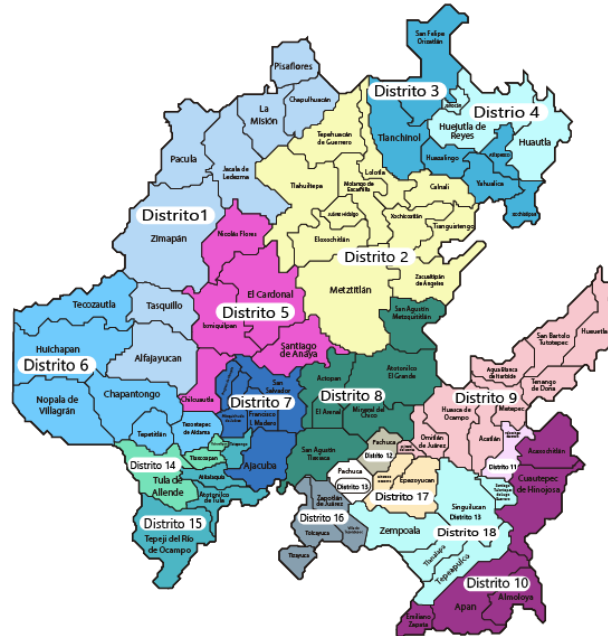 San Felipe
Orizatlán
Pisaflores
Distrito 3
Chapulhuacán
La
Misión
Distrio 4
Tepehuacán
de Guerrero
Huejutla de
Reyes
Tlanchinol
Huautla
Pacula
Jacala de
Ledezma
Lolotla
Huazalingo
Molango de
Escamilla
Calnali
Yahualica
Tlahuiltepa
Xochiatipan
Distrito1
Juárez Hidalgo
Xochicoatlán
Tianguistengo
Nicolás Flores
Eloxochitlán
Zimapán
Distrito 2
Zacualtipán
de Ángeles
Metztitlán
Tecozautla
Tasquillo
El Cardonal
Distrito 5
San Agustín
Metzquititlán
Ixmiquilpan
Huichapan
Santiago
de Anaya
San Bartolo
Tutotepec
Distrito 6
Alfajayucan
Atotonilco
El Grande
Agua Blanca
de Iturbide
Chapantongo
Chilcuautla
San
Salvador
Actopan
Tenango de
Doria
Nopala de
Villagrán
Distrito 7
Distrito 8
Distrito 9
Metepec
Francisco
I. Madero
El Arenal
Mineral del
Chico
Huasca de
Ocampo
Tepetitlán
Tezontepec
de Aldama
Omitlán
de Juárez
Acatlán
Pachuca
Acaxochitlán
Distrito 12
Tlaxcoapan
San Agustín
Tlaxiaca
Distrito 14
Ajacuba
Pachuca
Epazoyucan
Distrito 11
Tula de
Allende
Atitalaquia
Distrito 13
Cuautepec
de Hinojosa
Atotonilco
de Tula
Zapotlán
de Juárez
Distrito 17
Singuilucan
Distrito 13
Distrito 15
Distrito 16
Zempoala
Tepeji del Río
de Ocampo
Tolcayuca
Distrito 18
Tlanalapa
Tizayuca
Tepeapulco
Distrito 10
Almoloya
Emiliano
Zapata
Apan